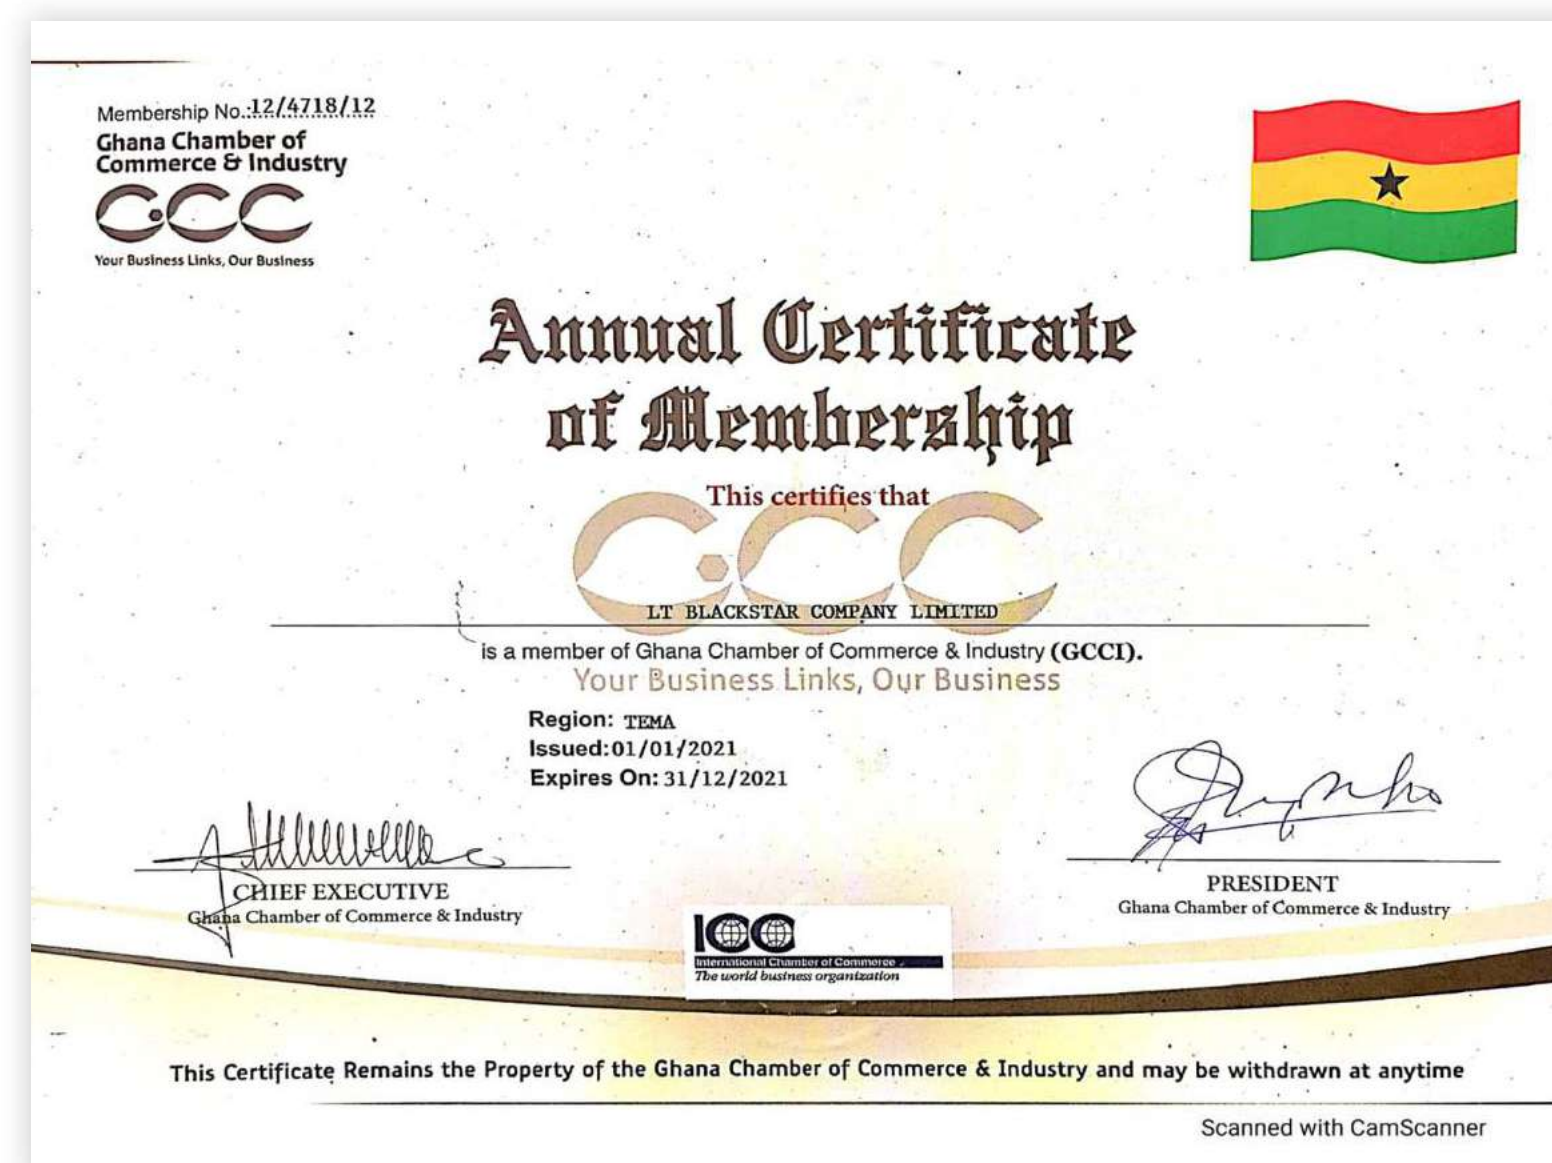 Membership No.:12/4718/12
Ghana Chamber of
Commerce & Industry
GCC
Your Business Links, Our Business
Annual Certificate
of Membership
This certifies that
GCC
LT BLACKSTAR COMPANY LIMITED
is a member of Ghana Chamber of Commerce & Industry (GCCI).
Your Business Links, Our Business
Region: TEMA
Issued:01/01/2021
Expires On: 31/12/2021
CHIEF EXECUTIVE
Ghana Chamber of Commerce & Industry
PRESIDENT
Ghana Chamber of Commerce & Industry
ICC
International Chamber of Commerce
The world business organization
This Certificate Remains the Property of the Ghana Chamber of Commerce & Industry and may be withdrawn at anytime
Scanned with CamScanner